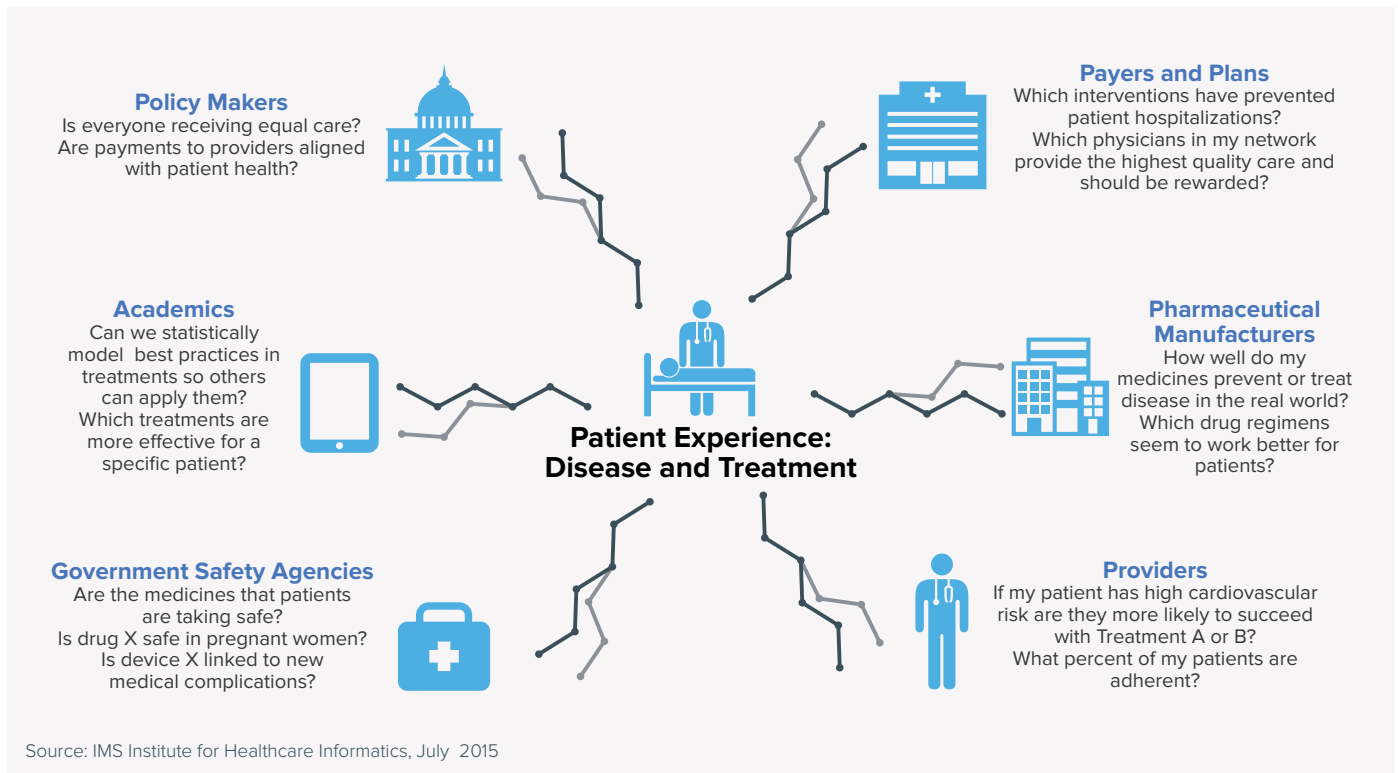 Policy Makers
Is everyone receiving equal care?
Are payments to providers aligned
with patient health?
Payers and Plans
Which interventions have prevented
patient hospitalizations?
Which physicians in my network
provide the highest quality care and
should be rewarded?
Academics
Can we statistically
model  best practices in
treatments so others
can apply them?
Which treatments are
more effective for a
specific patient?
Patient Experience:
Disease and Treatment
Pharmaceutical
Manufacturers
How well do my
medicines prevent or treat
disease in the real world?
Which drug regimens
seem to work better for
patients?
Government Safety Agencies
Are the medicines that patients
are taking safe?
Is drug X safe in pregnant women?
Is device X linked to new
medical complications?
Providers
If my patient has high cardiovascular
risk are they more likely to succeed
with Treatment A or B?
What percent of my patients are
adherent?
Source: IMS Institute for Healthcare Informatics, July  2015